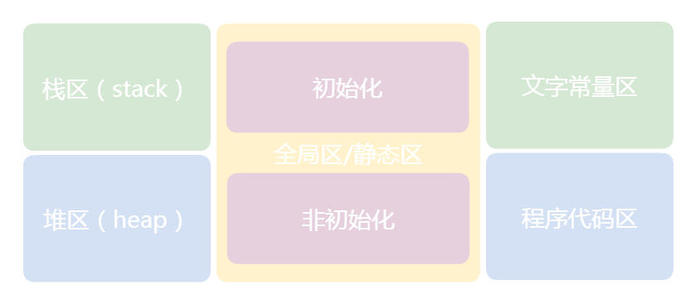 栈区（stack）
初始化
文字常量区
全局区/静态区
堆区（heap）
非初始化
程序代码区